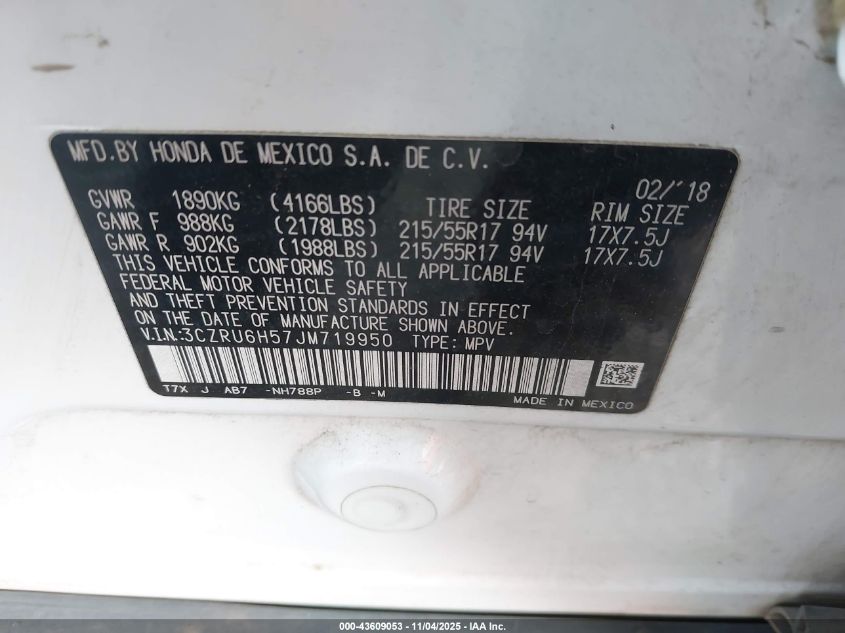 MFD.BY HONDA DE MEXICO S.A. DE C.V.
02/'18
GVWR 1890KG (4166LBS) TIRE SIZE RIM SIZE
GAWR F 988KG (2178LBS) 215/55R17 94V 17X7.5J
GAWR R 902KG (1988LBS) 215/55R17 94V 17X7.5J
THIS VEHICLE CONFORMS TO ALL APPLICABLE
FEDERAL MOTOR VEHICLE SAFETY
AND THEFT PREVENTION STANDARDS IN EFFECT
ON THE DATE OF MANUFACTURE SHOWN ABOVE.
V.I.N:3CZRU6H57JM719950 TYPE: MPV
T7X J AB7 -NH788P -B -M
MADE IN MEXICO
000-43609053 - 11/04/2025 - IAA Inc.